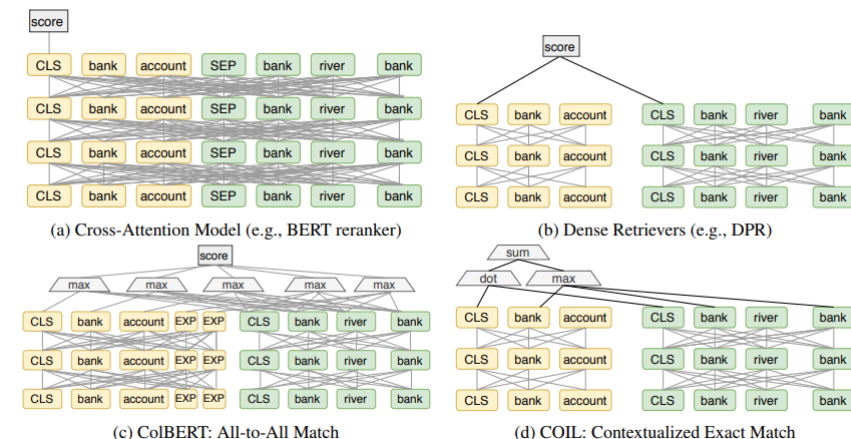 score
CLS bank account SEP bank river bank
CLS bank account SEP bank river bank
CLS bank account SEP bank river bank
CLS bank account SEP bank river bank
(a) Cross-Attention Model (e.g., BERT reranker)
score
CLS bank account CLS bank river bank
CLS bank account CLS bank river bank
CLS bank account CLS bank river bank
(b) Dense Retrievers (e.g., DPR)
score
max max max max max
CLS bank account EXP EXP CLS bank river bank
CLS bank account EXP EXP CLS bank river bank
CLS bank account EXP EXP CLS bank river bank
(c) ColBERT: All-to-All Match
sum
dot max
CLS bank account CLS bank river bank
CLS bank account CLS bank river bank
CLS bank account CLS bank river bank
(d) COIL: Contextualized Exact Match